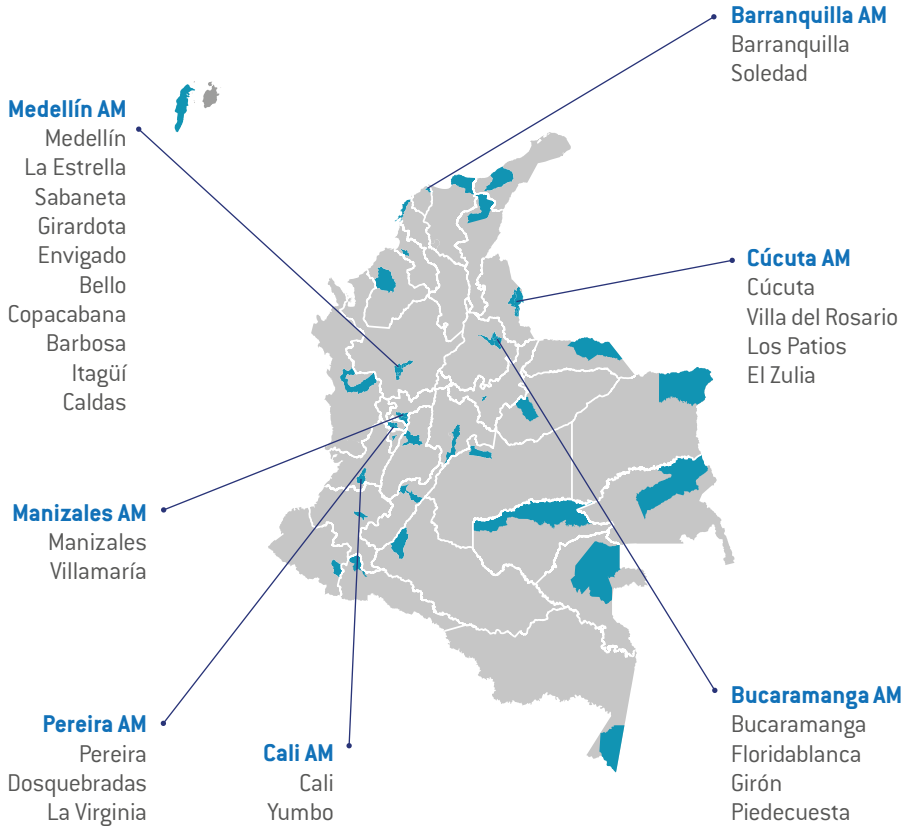 Barranquilla AM
Barranquilla
Soledad
Medellín AM
Medellín
La Estrella
Sabaneta
Girardota
Envigado
Bello
Copacabana
Barbosa
Itagüí
Caldas
Cúcuta AM
Cúcuta
Villa del Rosario
Los Patios
El Zulia
Manizales AM
Manizales
Villamaría
Pereira AM
Pereira
Dosquebradas
La Virginia
Cali AM
Cali
Yumbo
Bucaramanga AM
Bucaramanga
Floridablanca
Girón
Piedecuesta